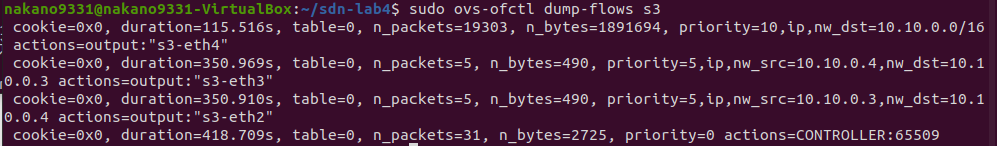 nakano9331@nakano9331-VirtualBox:~/sdn-lab4$ sudo ovs-ofctl dump-flows s3
 cookie=0x0, duration=115.516s, table=0, n_packets=19303, n_bytes=1891694, priority=10,ip,nw_dst=10.10.0.0/16
 actions=output:"s3-eth4"
 cookie=0x0, duration=350.969s, table=0, n_packets=5, n_bytes=490, priority=5,ip,nw_src=10.10.0.4,nw_dst=10.1
0.0.3 actions=output:"s3-eth3"
 cookie=0x0, duration=350.910s, table=0, n_packets=5, n_bytes=490, priority=5,ip,nw_src=10.10.0.3,nw_dst=10.10
0.0.4 actions=output:"s3-eth2"
 cookie=0x0, duration=418.709s, table=0, n_packets=31, n_bytes=2725, priority=0 actions=CONTROLLER:65509